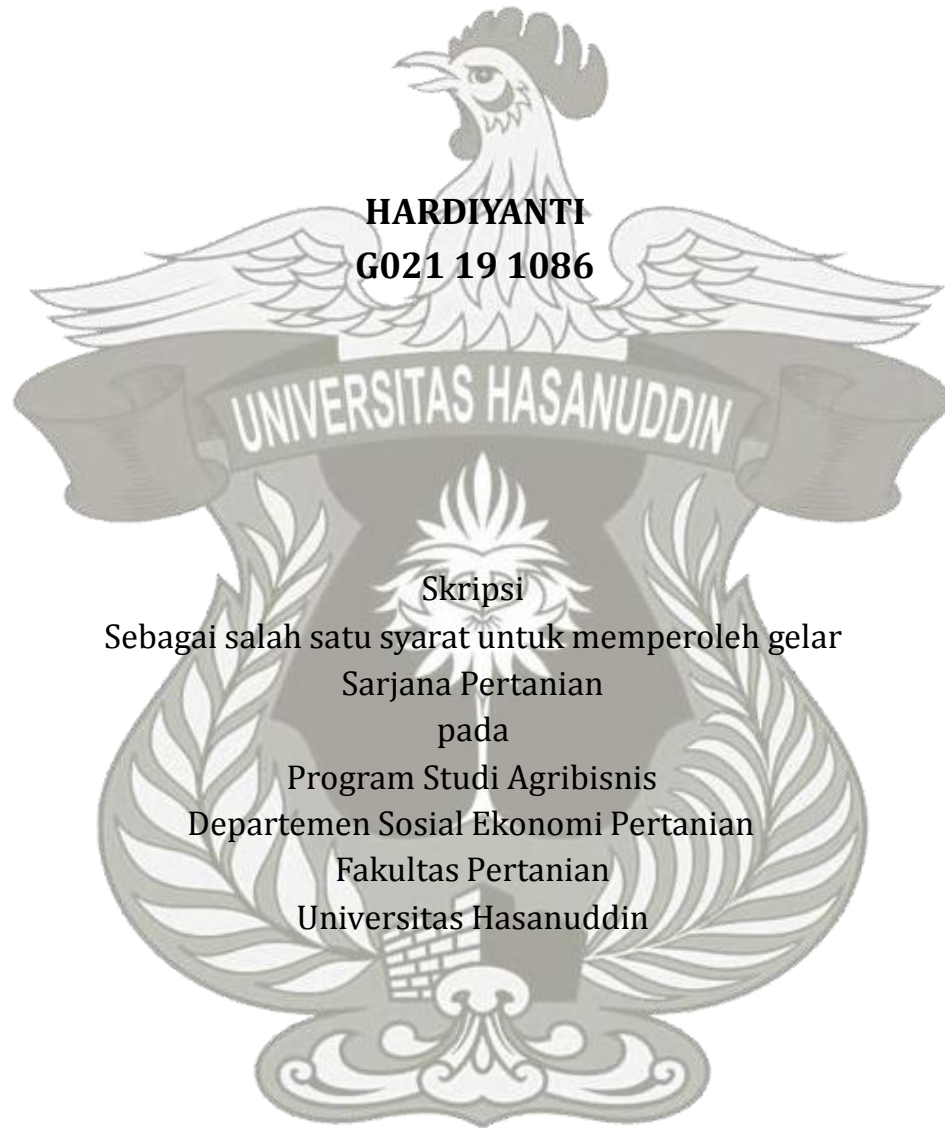 HARDIYANTI
G021 19 1086
UNIVERSITAS HASANUDDIN
Skripsi
Sebagai salah satu syarat untuk memperoleh gelar
Sarjana Pertanian
pada
Program Studi Agribisnis
Departemen Sosial Ekonomi Pertanian
Fakultas Pertanian
Universitas Hasanuddin